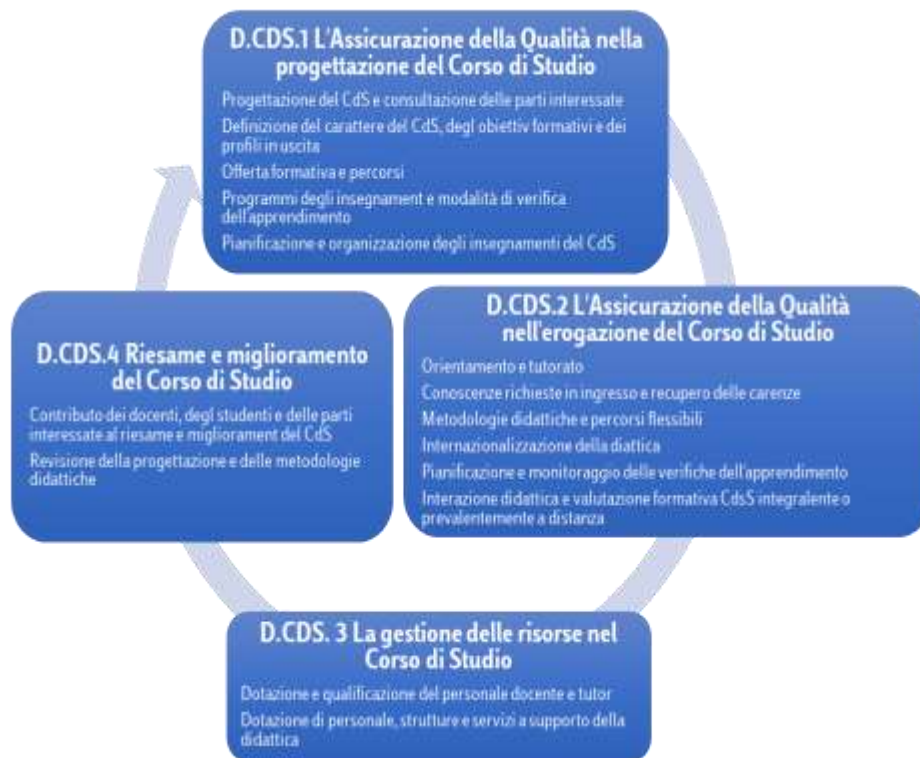 D.CDS.1 L'Assicurazione della Qualità nella
progettazione del Corso di Studio
Progettazione del CdS e consultazione delle parti interessate
Definizione del carattere del CdS, degl obiettiv formativi e dei
profili in uscita
Offerta formativa e percorsi
Programmi degli insegnament e modalità di verifica
dell'apprendimento
Pianificazione e organizzazione degli insegnamenti del CdS
D.CDS.2 L'Assicurazione della Qualità
nell'erogazione del Corso di Studio
Orientamento e tutorato
Conoscenze richieste in ingresso e recupero delle carenze
Metodologie didattiche e percorsi flessibili
Internazionalizzazione della diattica
Pianificazione e monitoraggio delle verifiche dell'apprendimento
Interazione didattica e valutazione formativa CdsS integralente o
prevalentemente a distanza
D.CDS. 3 La gestione delle risorse nel
Corso di Studio
Dotazione e qualificazione del personale docente e tutor
Dotazione di personale, strutture e servizi a supporto della
didattica
D.CDS.4 Riesame e miglioramento
del Corso di Studio
Contributo dei docenti, degli studenti e delle parti
interessate al riesame e migliorament del CdS
Revisione della progettazione e delle metodologie
didattiche